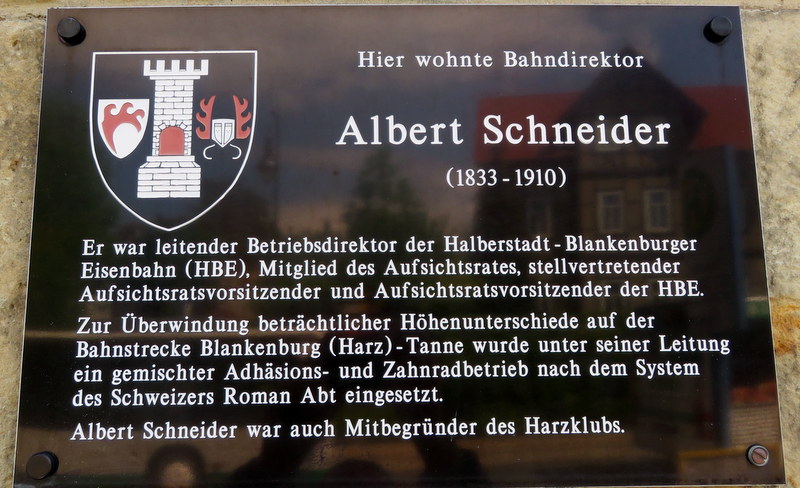 Hier wohnte Bahndirektor
Albert Schneider
(1833 - 1910)
Er war leitender Betriebsdirektor der Halberstadt - Blankenburger
Eisenbahn (HBE), Mitglied des Aufsichtsrates, stellvertretender
Aufsichtsratsvorsitzender und Aufsichtsratsvorsitzender der HBE.
Zur Überwindung beträchtlicher Höhenunterschiede auf der
Bahnstrecke Blankenburg (Harz) - Tanne wurde unter seiner Leitung
ein gemischter Adhäsions- und Zahnradbetrieb nach dem System
des Schweizers Roman Abt eingesetzt.
Albert Schneider war auch Mitbegründer des Harzklubs.